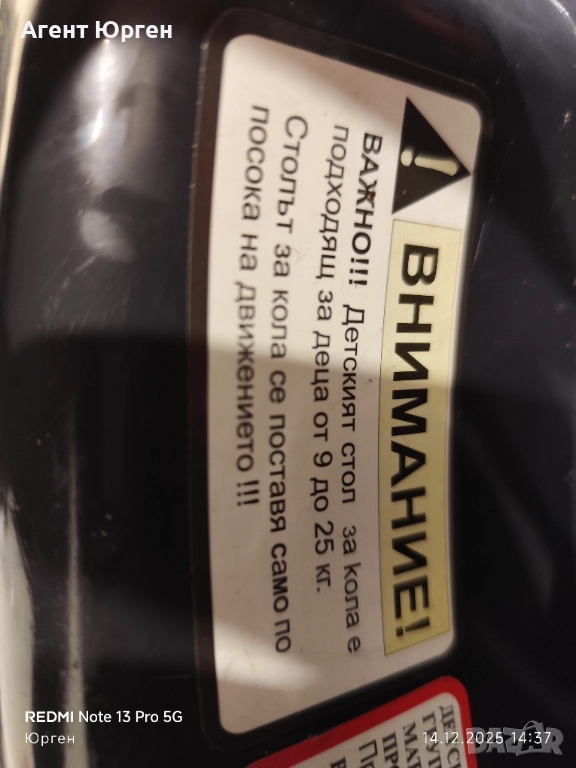 Агент Юрген
ВНИМАНИЕ!
ВАЖНО!!! Детският стол за кола е
подходящ за деца от 9 до 25 кг.
Столът за кола се поставя само по
посока на движението !!!
REDMI Note 13 Pro 5G
Юрген
14.12.2025 14:37
BAZAR